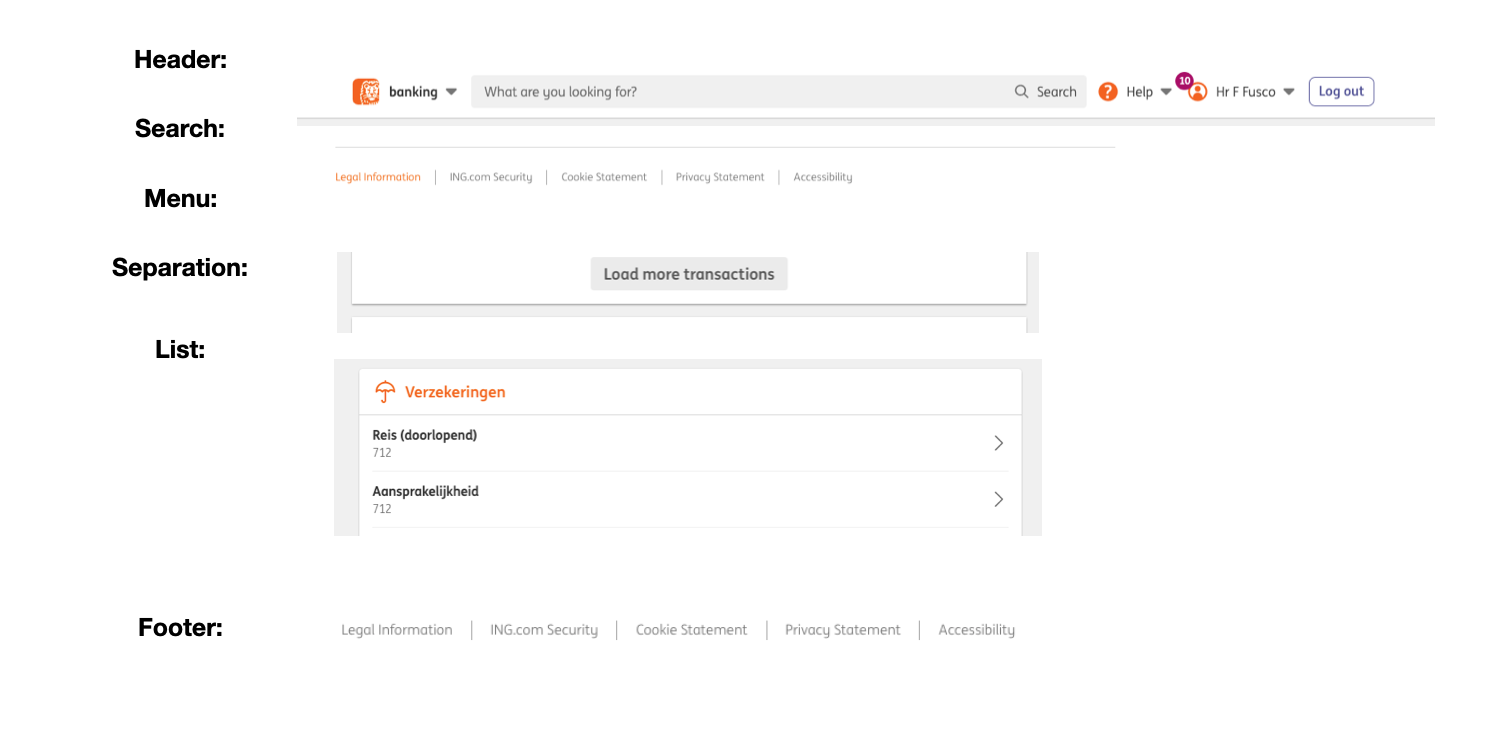 Header:
banking What are you looking for? Search ? Help 10 Hr F Fusco Log out
Search:
Legal Information ING.com Security Cookie Statement Privacy Statement Accessibility
Menu:
Separation:
Load more transactions
List:
Verzekeringen
Reis (doorlopend)
712
Aansprakelijkheid
712
Footer:
Legal Information ING.com Security Cookie Statement Privacy Statement Accessibility